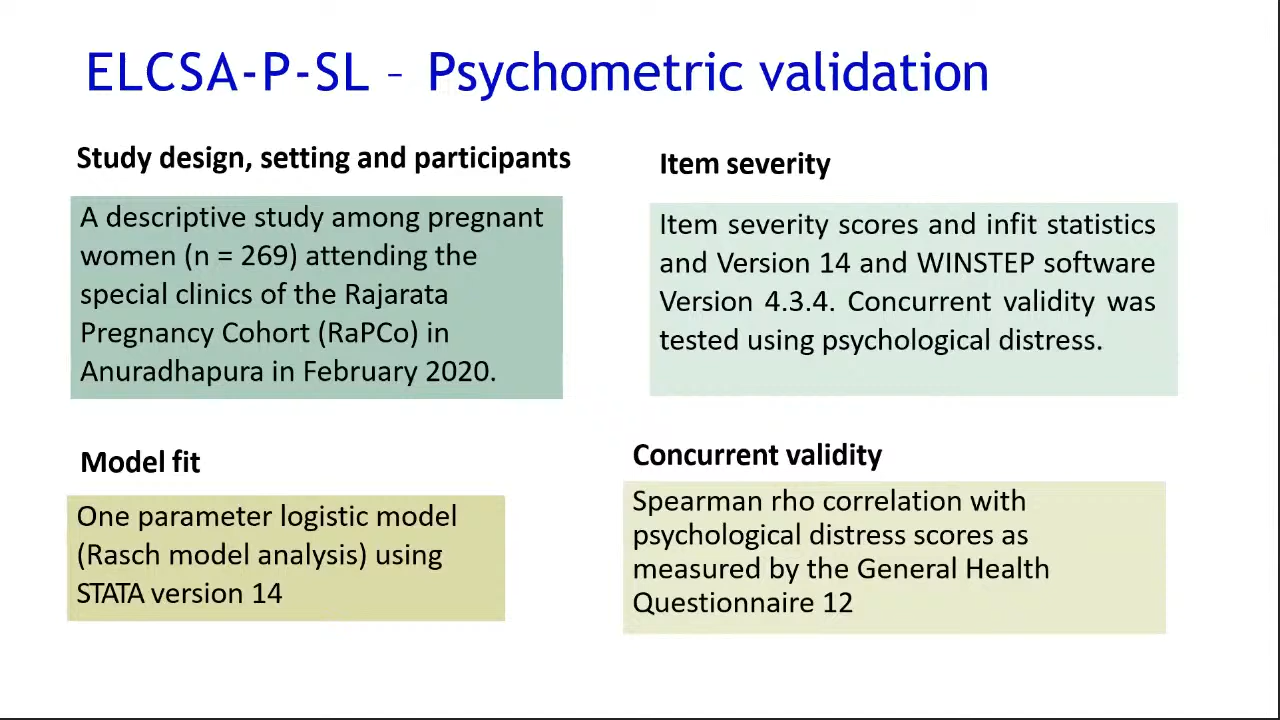 ELCSA-P-SL – Psychometric validation
Study design, setting and participants
A descriptive study among pregnant
women (n = 269) attending the
special clinics of the Rajarata
Pregnancy Cohort (RaPCo) in
Anuradhapura in February 2020.
Item severity
Item severity scores and infit statistics
and Version 14 and WINSTEP software
Version 4.3.4. Concurrent validity was
tested using psychological distress.
Model fit
One parameter logistic model
(Rasch model analysis) using
STATA version 14
Concurrent validity
Spearman rho correlation with
psychological distress scores as
measured by the General Health
Questionnaire 12